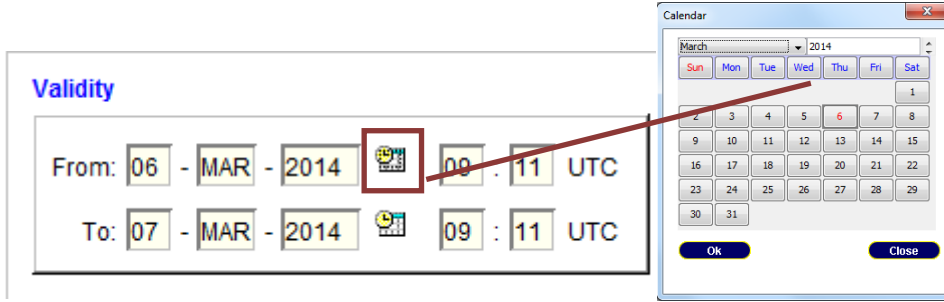 Validity
From: 06 - MAR - 2014 09 : 11 UTC
To: 07 - MAR - 2014 09 : 11 UTC
Calendar
March 2014
Sun Mon Tue Wed Thu Fri Sat
1
2 3 4 5 6 7 8
9 10 11 12 13 14 15
16 17 18 19 20 21 22
23 24 25 26 27 28 29
30 31
Ok Close